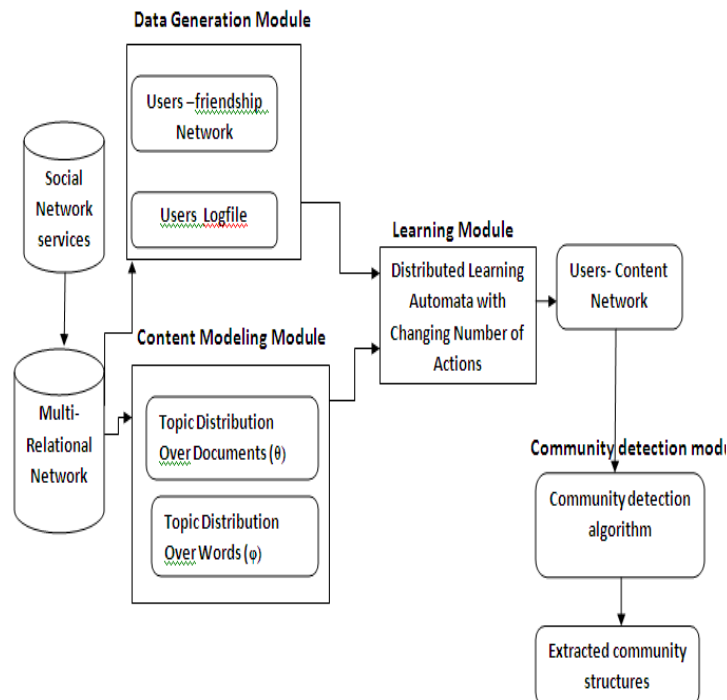 Data Generation Module
Users –friendship
Network
Users Logfile
Social
Network
services
Multi-
Relational
Network
Content Modeling Module
Topic Distribution
Over Documents (θ)
Topic Distribution
Over Words (φ)
Learning Module
Distributed Learning
Automata with
Changing Number of
Actions
Users- Content
Network
Community detection modu
Community detection
algorithm
Extracted community
structures